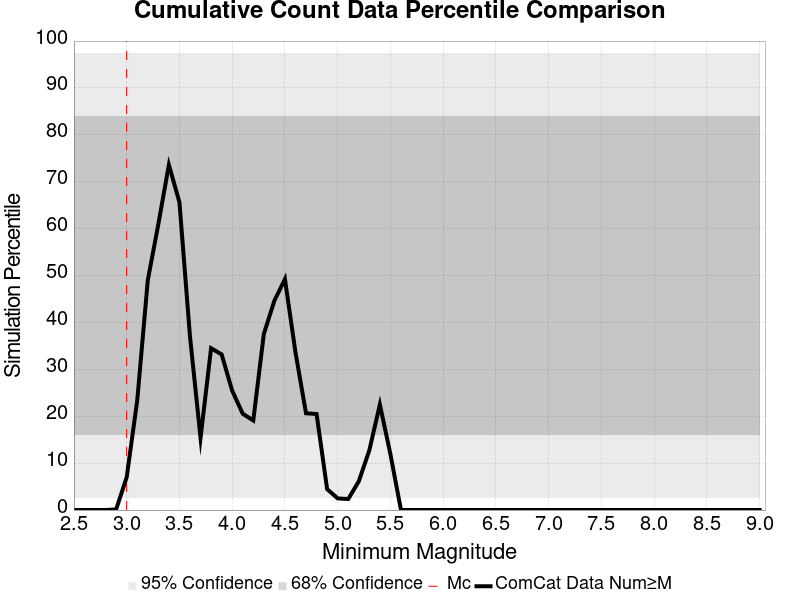 Cumulative Count Data Percentile Comparison
100
90
80
70
60
50
40
30
20
10
0
Simulation Percentile
2.5 3.0 3.5 4.0 4.5 5.0 5.5 6.0 6.5 7.0 7.5 8.0 8.5 9.0
Minimum Magnitude
95% Confidence 68% Confidence Mc ComCat Data Num≥M